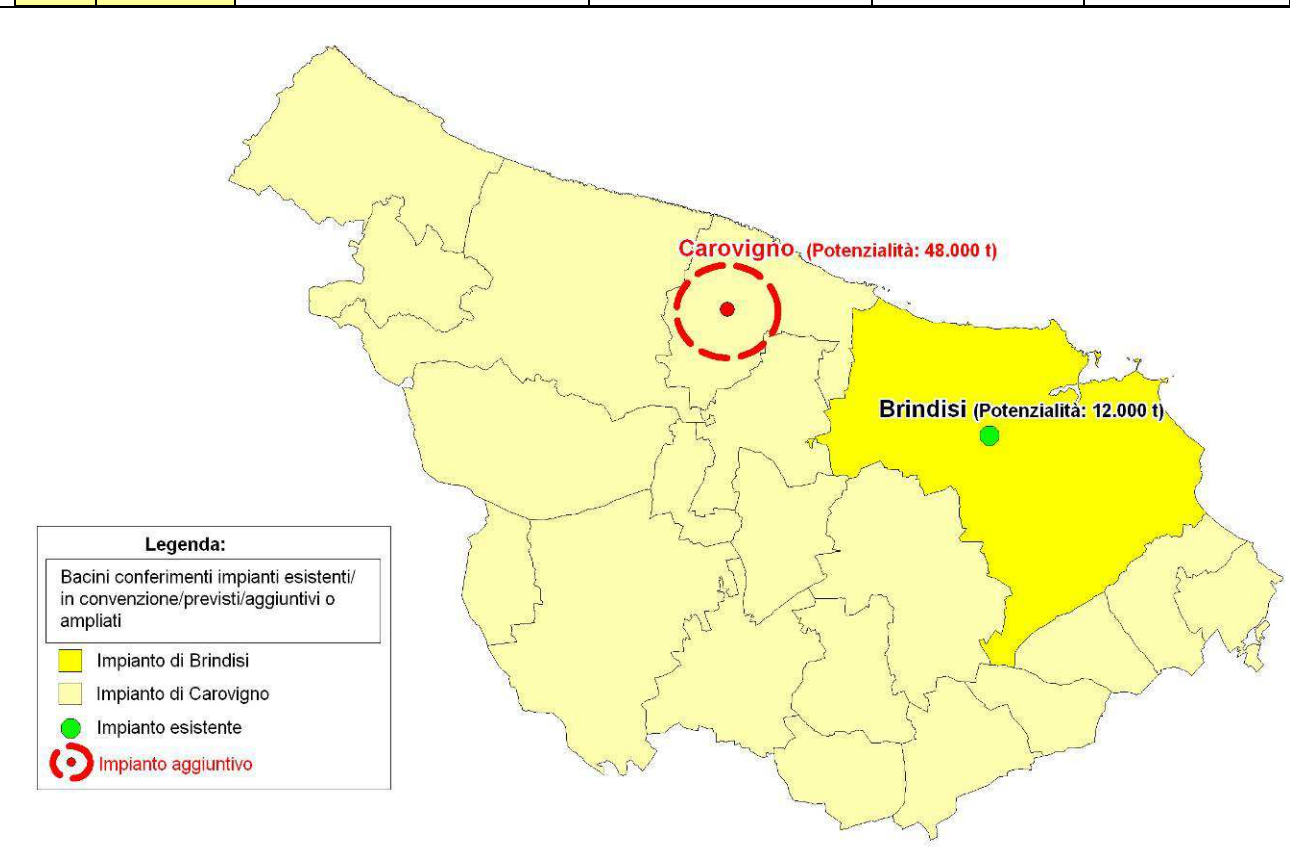 Carovigno (Potenzialità: 48.000 t)
Brindisi (Potenzialità: 12.000 t)
Legenda:
Bacini conferimenti impianti esistenti/
in convenzione/previsti/aggiuntivi o
ampliati
Impianto di Brindisi
Impianto di Carovigno
Impianto esistente
Impianto aggiuntivo